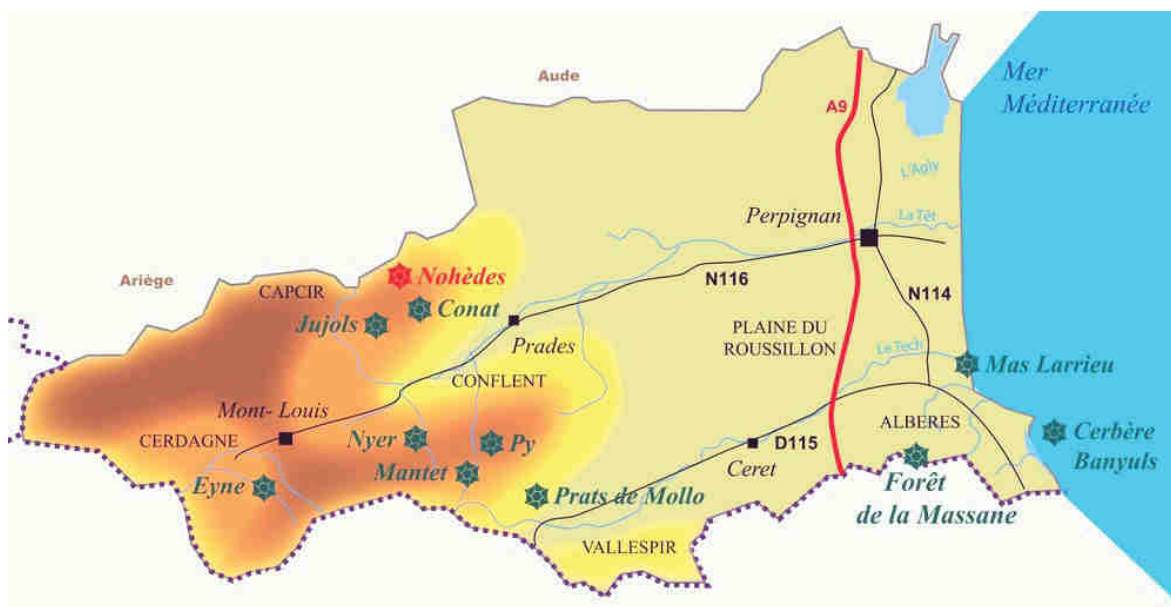 Aude
Mer
Méditerranée
A9
L'Agly
Perpignan
La Têt
Ariège
Nohèdes
CAPCIR
N116
N114
Conat
Jujols
Prades
PLAINE DU
ROUSSILLON
Le Tech
Mas Larrieu
CONFLENT
Mont- Louis
CERDAGNE
Nyer
Py
D115
ALBERES
Cerbère
Banyuls
Mantet
Ceret
Eyne
Prats de Mollo
Forêt
de la Massane
VALLESPIR